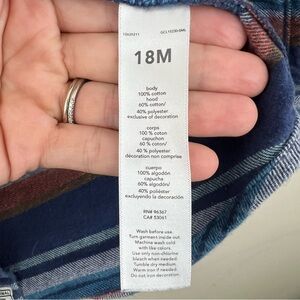 18M
body
100% cotton
hood
60% cotton/
40% polyester
exclusive of decoration
corps
100 % coton
capuchon
60 % coton/
40 % polyester
décoration non comprise
cuerpo
100% algodón
capucha
60% algodón/
40% poliéster
excluyendo la decoración
RN# 96367
CA# 53061
Wash before use.
Turn garment inside out.
Machine wash cold
with like colors.
Use only non-chlorine
bleach when needed.
Tumble dry medium.
Warm iron if needed.
Do not iron decoration.